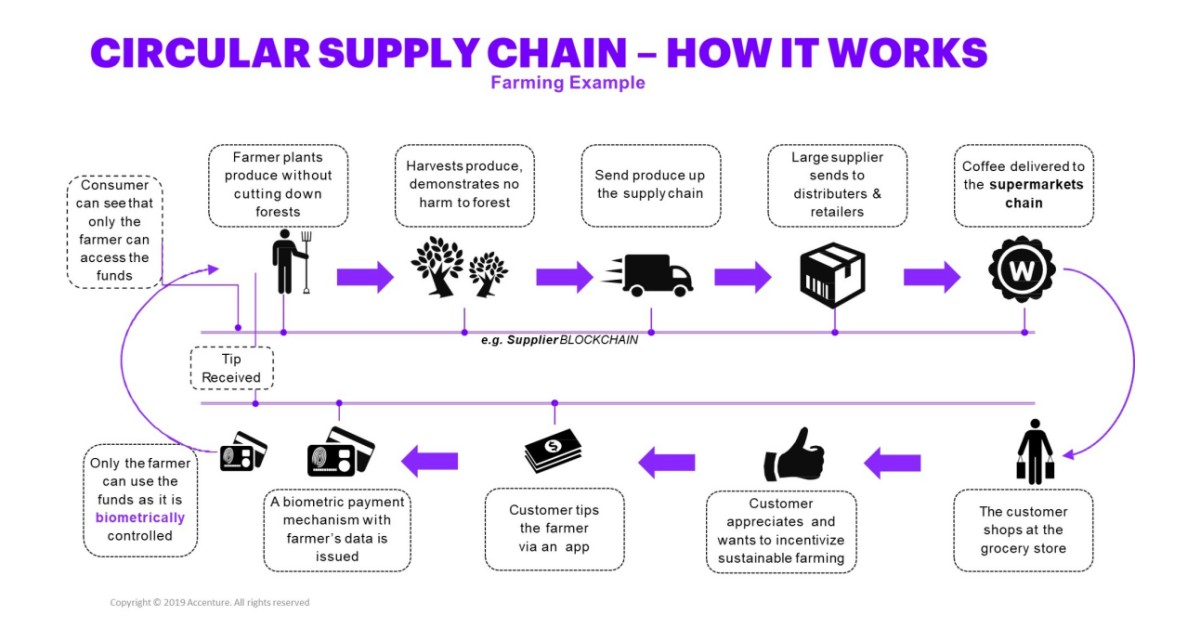 CIRCULAR SUPPLY CHAIN – HOW IT WORKS
Farming Example
Consumer
can see that
only the
farmer can
access the
funds
Farmer plants
produce without
cutting down
forests
Harvests produce,
demonstrates no
harm to forest
Send produce up
the supply chain
Large supplier
sends to
distributers &
retailers
Coffee delivered to
the supermarkets
chain
W
e.g. Supplier BLOCKCHAIN
Tip
Received
$
Only the farmer
can use the
funds as it is
biometrically
controlled
A biometric payment
mechanism with
farmer's data is
issued
Customer tips
the farmer
via an app
Customer
appreciates and
wants to incentivize
sustainable farming
The customer
shops at the
grocery store
Copyright © 2019 Accenture. All rights reserved